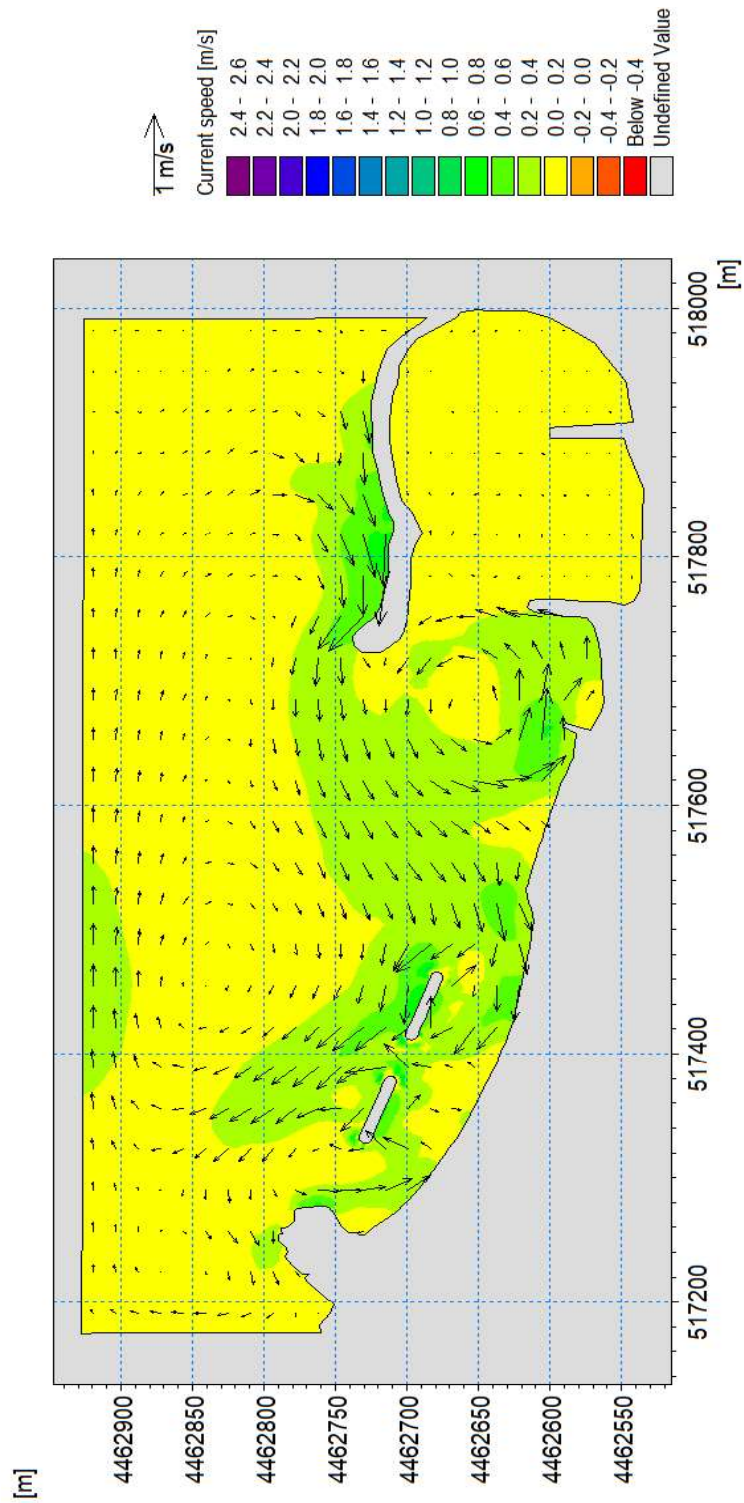 [m]
4462900
4462850
4462800
4462750
4462700
4462650
4462600
4462550
517200
517400
517600
517800
518000
[m]
1 m/s
Current speed [m/s]
2.4 - 2.6
2.2 - 2.4
2.0 - 2.2
1.8 - 2.0
1.6 - 1.8
1.4 - 1.6
1.2 - 1.4
1.0 - 1.2
0.8 - 1.0
0.6 - 0.8
0.4 - 0.6
0.2 - 0.4
0.0 - 0.2
-0.2 - 0.0
-0.4 - -0.2
Below -0.4
Undefined Value